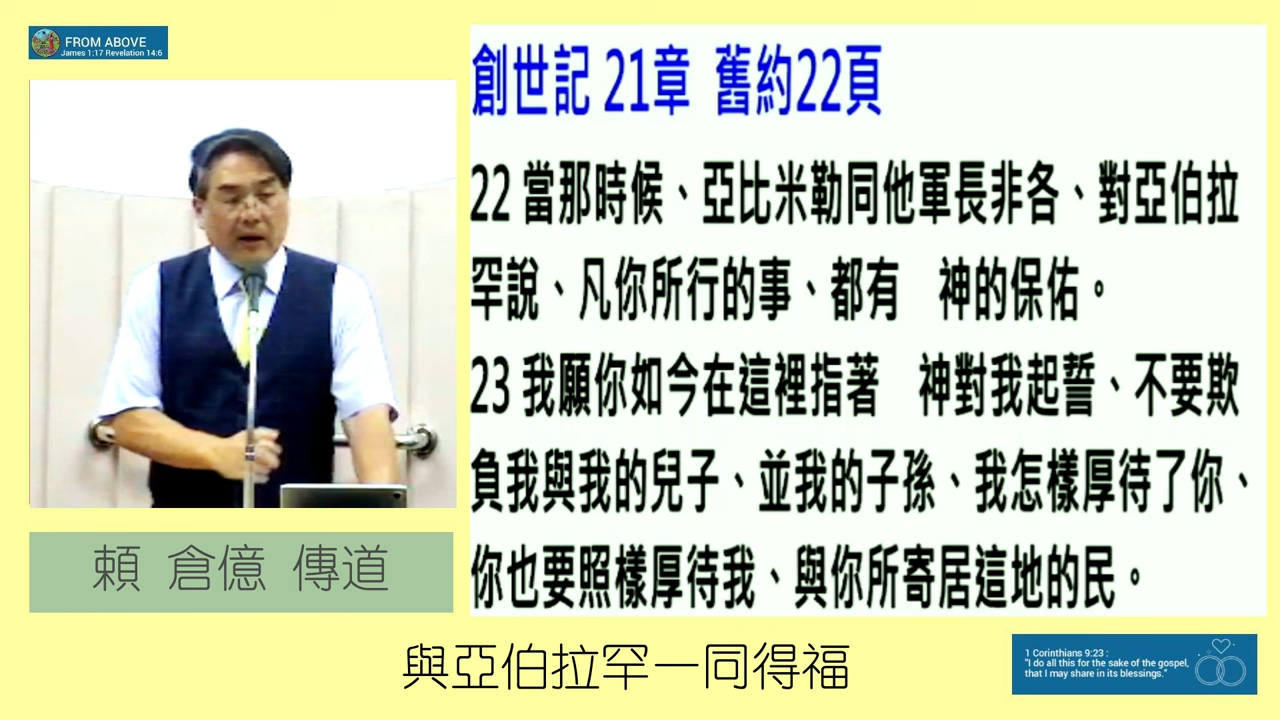 FROM ABOVE
James 1:17 Revelation 14:6
創世記 21章 舊約22頁
22 當那時候、亞比米勒同他軍長非各、對亞伯拉
罕說、凡你所行的事、都有　神的保佑。
23 我願你如今在這裡指著　神對我起誓、不要欺
負我與我的兒子、並我的子孫、我怎樣厚待了你、
你也要照樣厚待我、與你所寄居這地的民。
賴 倉億 傳道
與亞伯拉罕一同得福
1 Corinthians 9:23 :
"I do all this for the sake of the gospel,
that I may share in its blessings."